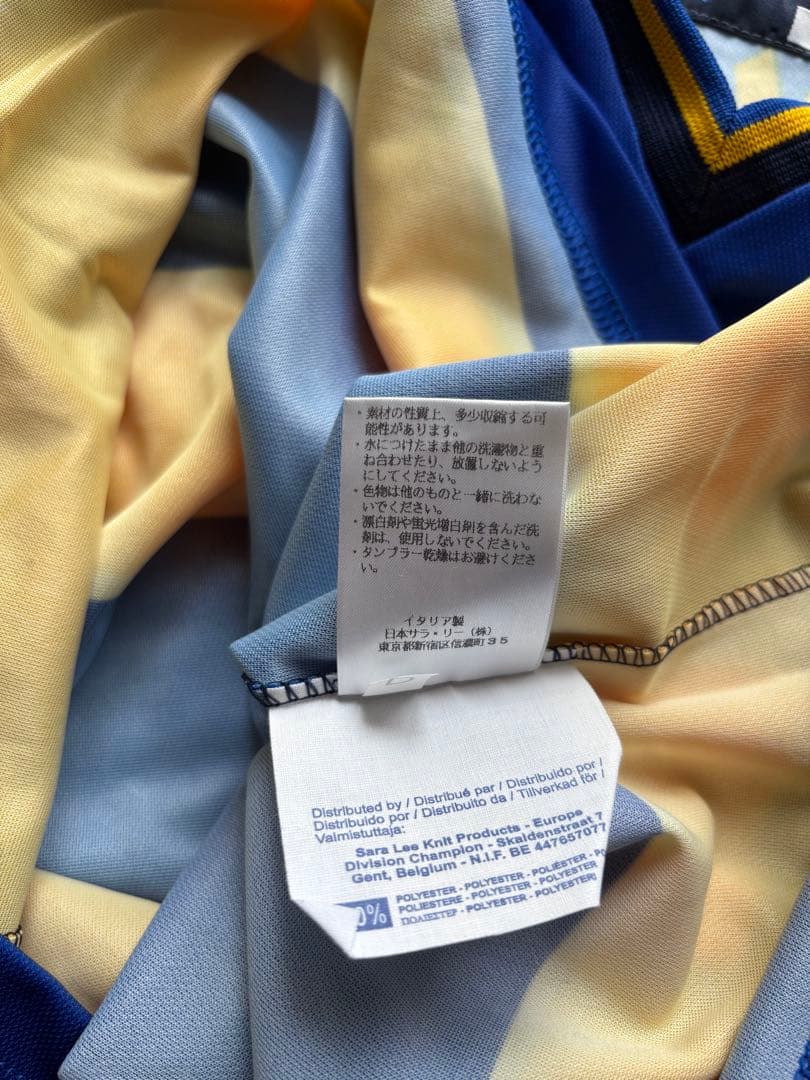 ・素材の性質上、多少収縮する可
能性があります。
・水につけたまま他の洗濯物と重
ね合わせたり、放置しないよう
にしてください。
・色物は他のものと一緒に洗わな
いでください。
・漂白剤や蛍光増白剤を含んだ洗
剤は、使用しないでください。
・タンブラー乾燥はお避けくださ
い。
イタリア製
日本サラ・リー（株）
東京都新宿区信濃町35
Distributed by / Distribué par / Distribuido por /
Distribuido por / Distribuito da / Tillverkad för /
Valmistuttaja:
Sara Lee Knit Products - Europe
Division Champion - Skaldenstraat 7
Gent, Belgium - N.I.F. BE 447657077
0%
POLYESTER - POLYESTER - POLIÉSTER - P
POLIESTERE - POLYESTER - POLYESTER
ΠΟΛΙΕΣΤΕΡ - POLYESTER - POLYESTERI